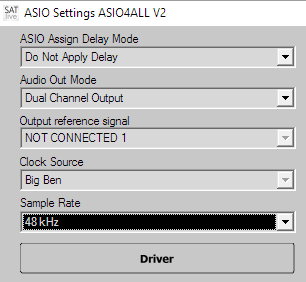 SAT
live
ASIO Settings ASIO4ALL V2
ASIO Assign Delay Mode
Do Not Apply Delay
Audio Out Mode
Dual Channel Output
Output reference signal
NOT CONNECTED 1
Clock Source
Big Ben
Sample Rate
48 kHz
Driver